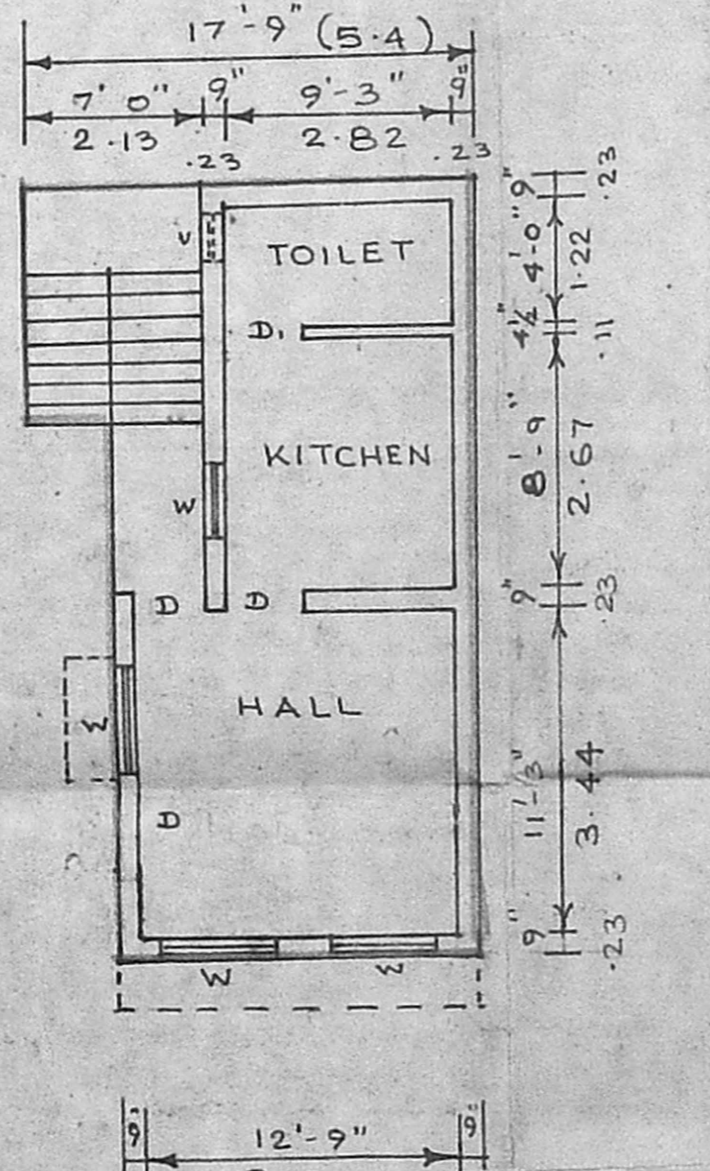 17'-9" (5.4)
7' 0" 9" 9'-3" 9"
2.13 .23 2.82 .23
9" .23
V TOILET 4'-0" 1.22
D, 4½" .11
KITCHEN 8'-9" 2.67
W
D D 9" .23
W HALL
11'-3" 3.44
D
9" .23
W W
9" 12'-9" 9"